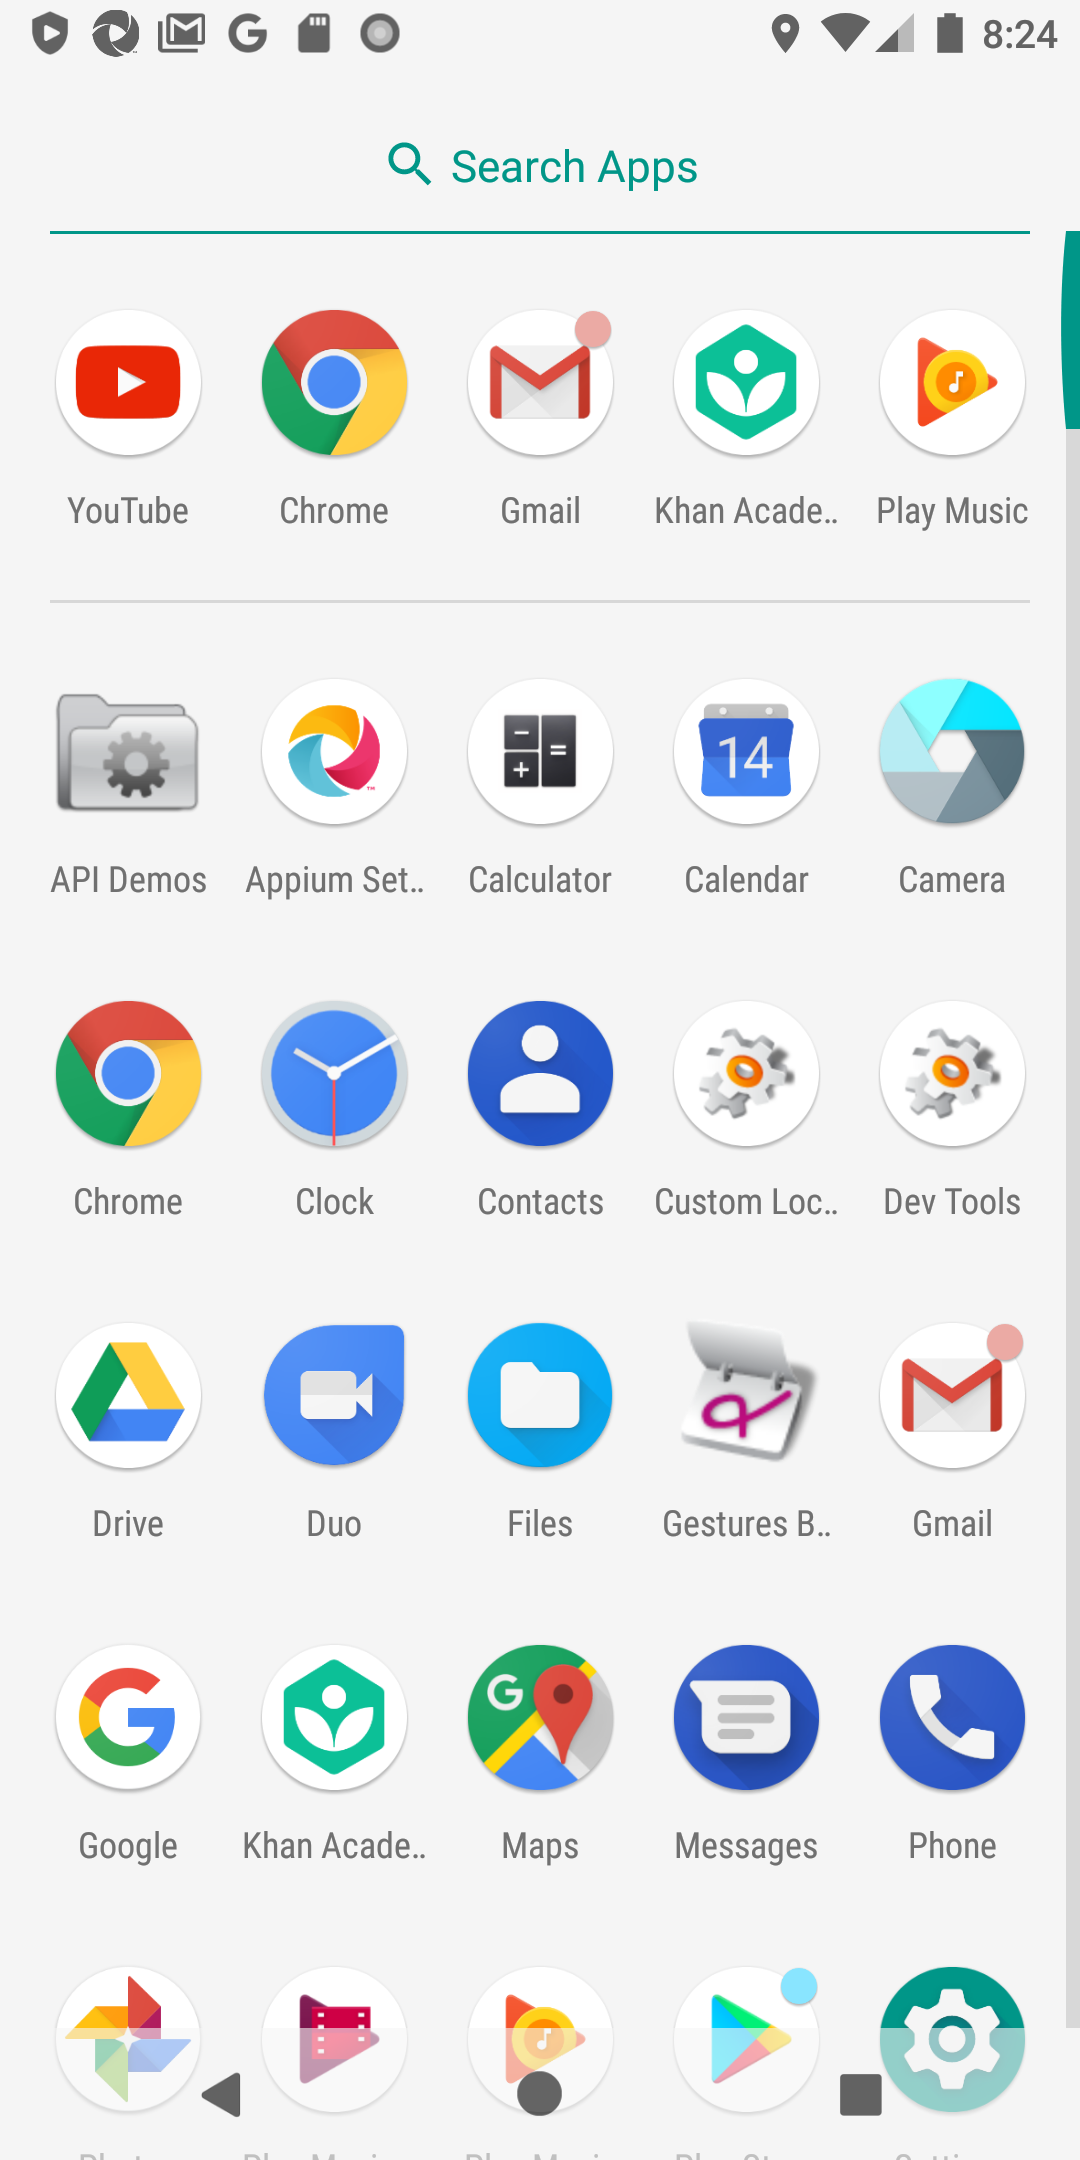 8:24
Search Apps
YouTube Chrome Gmail Khan Acade.. Play Music
14
API Demos Appium Set.. Calculator Calendar Camera
Chrome Clock Contacts Custom Loc.. Dev Tools
Drive Duo Files Gestures B.. Gmail
Google Khan Acade.. Maps Messages Phone